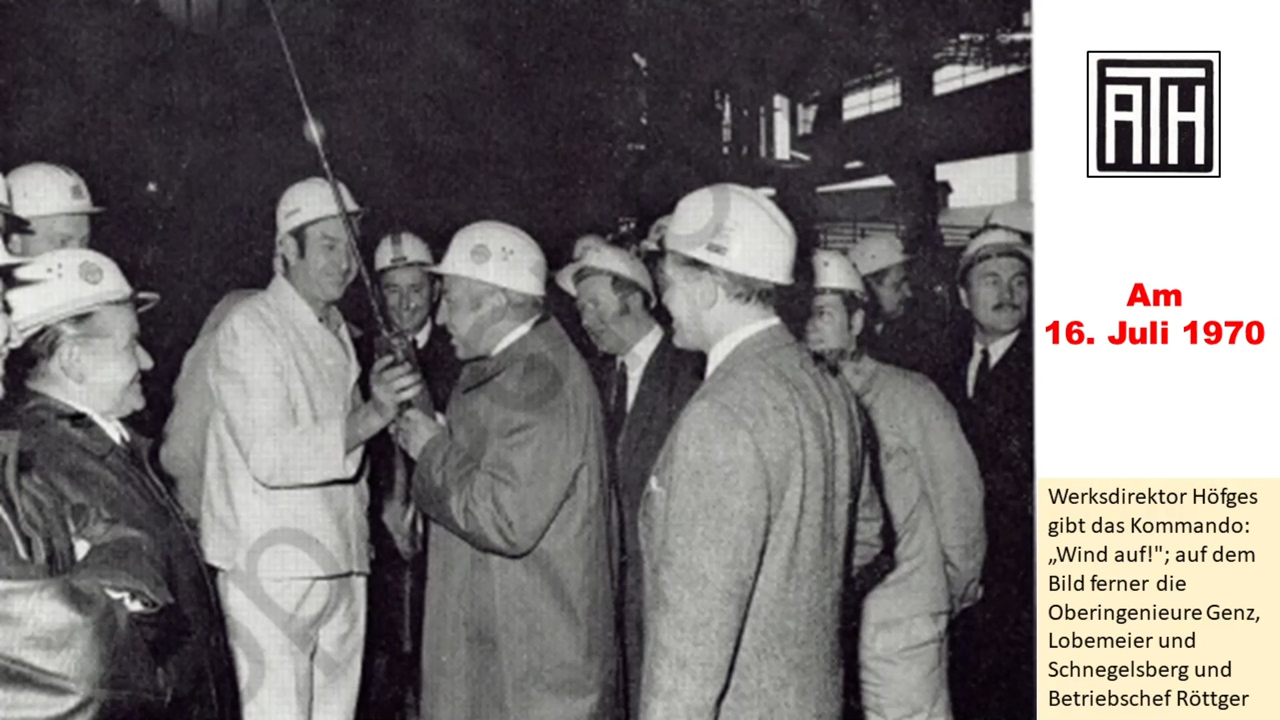 ATH
Am
16. Juli 1970
Werksdirektor Höfges
gibt das Kommando:
„Wind auf!"; auf dem
Bild ferner die
Oberingenieure Genz,
Lobemeier und
Schnegelsberg und
Betriebschef Röttger